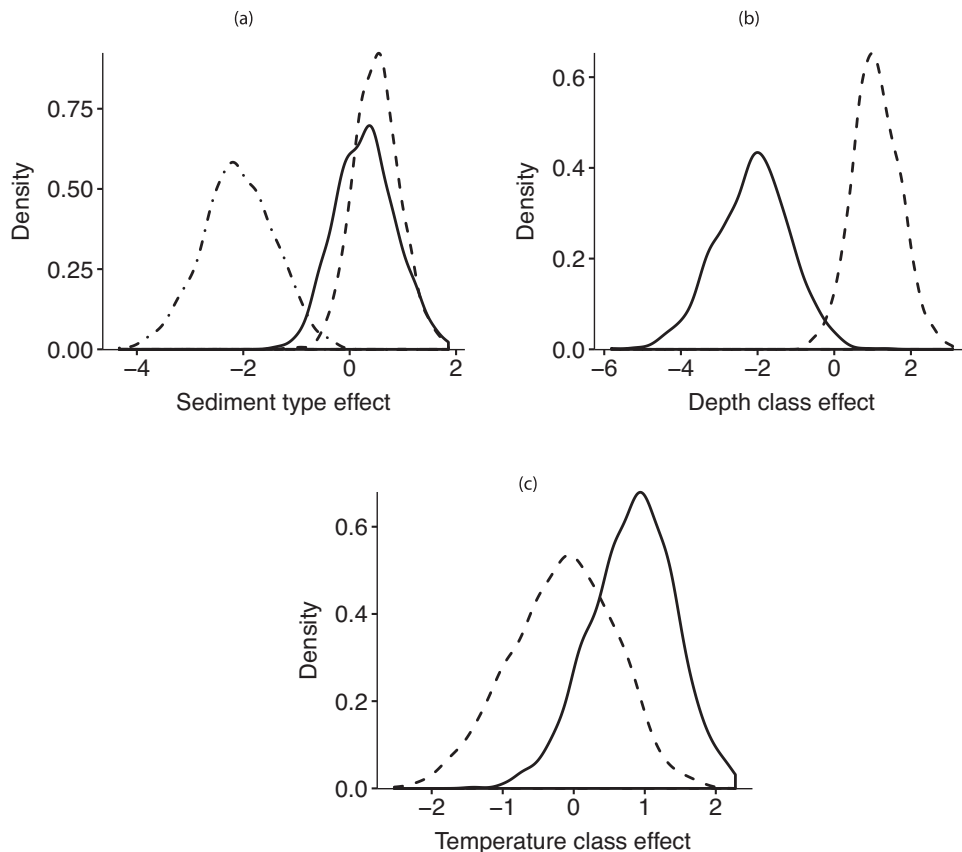 (a)
Density
0.75
0.50
0.25
0.00
−4 −2 0 2
Sediment type effect
(b)
Density
0.6
0.4
0.2
0.0
−6 −4 −2 0 2
Depth class effect
(c)
Density
0.6
0.4
0.2
0.0
−2 −1 0 1 2
Temperature class effect